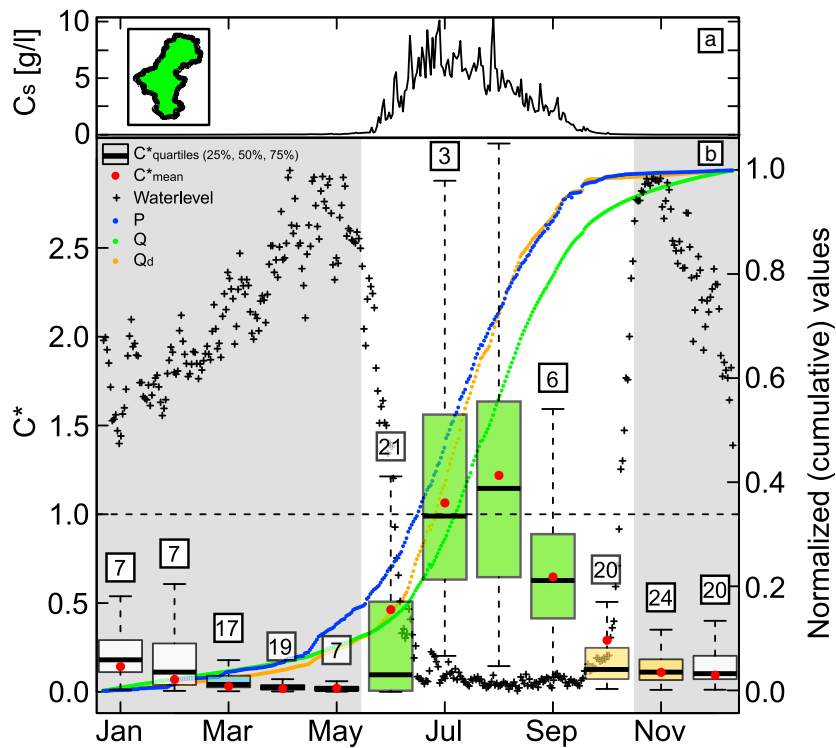 10
5
0
Cs [g/l]
a
b
C*quartiles (25%, 50%, 75%)
C*mean
Waterlevel
P
Q
Qd
2.5
2.0
1.5
1.0
0.5
0.0
C*
1.0
0.8
0.6
0.4
0.2
0.0
Normalized (cumulative) values
7
7
17
19
7
21
3
6
20
24
20
Jan
Mar
May
Jul
Sep
Nov